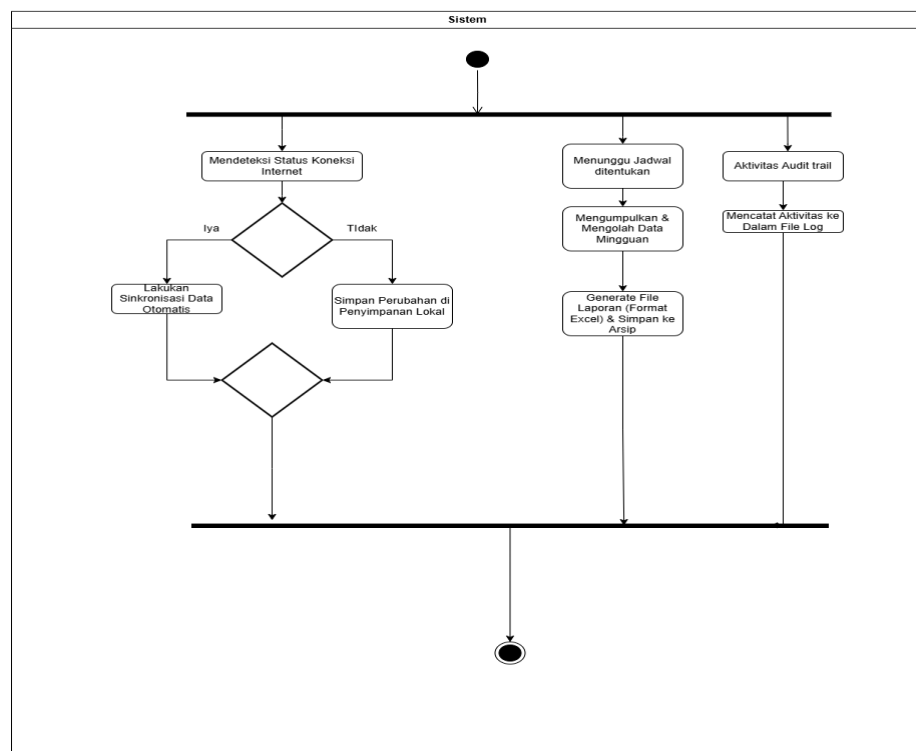 Sistem
Mendeteksi Status Koneksi
Internet
Iya
TIdak
Lakukan
Sinkronisasi Data
Otomatis
Simpan Perubahan di
Penyimpanan Lokal
Menunggu Jadwal
ditentukan
Mengumpulkan &
Mengolah Data
Mingguan
Generate File
Laporan (Format
Excel) & Simpan ke
Arsip
Aktivitas Audit trail
Mencatat Aktivitas ke
Dalam File Log